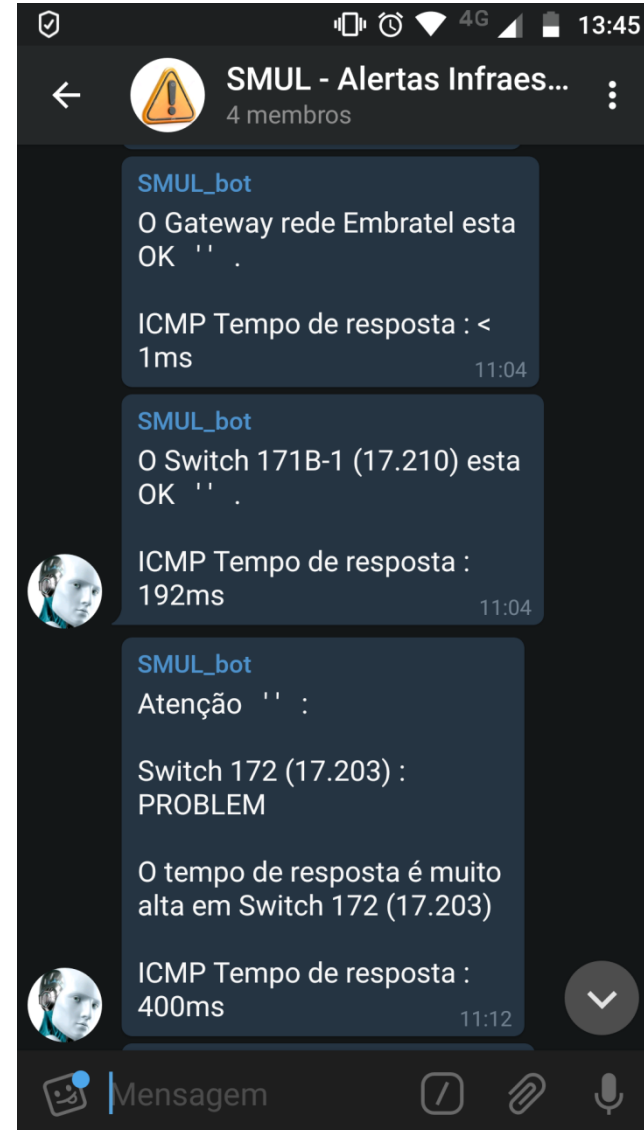 4G 13:45
SMUL - Alertas Infraes...
4 membros
SMUL_bot
O Gateway rede Embratel esta
OK '' .
ICMP Tempo de resposta : <
1ms
11:04
SMUL_bot
O Switch 171B-1 (17.210) esta
OK '' .
ICMP Tempo de resposta :
192ms
11:04
SMUL_bot
Atenção '' :
Switch 172 (17.203) :
PROBLEM
O tempo de resposta é muito
alta em Switch 172 (17.203)
ICMP Tempo de resposta :
400ms
11:12
Mensagem